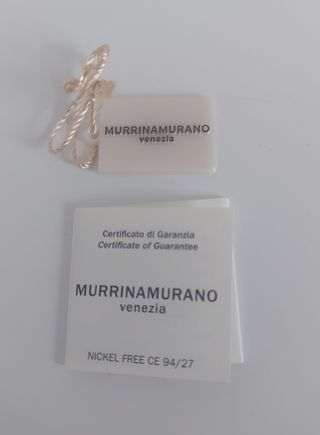 MURRINAMURANO
venezia
Certificato di Garanzia
Certificate of Guarantee
MURRINAMURANO
venezia
NICKEL FREE CE 94/27